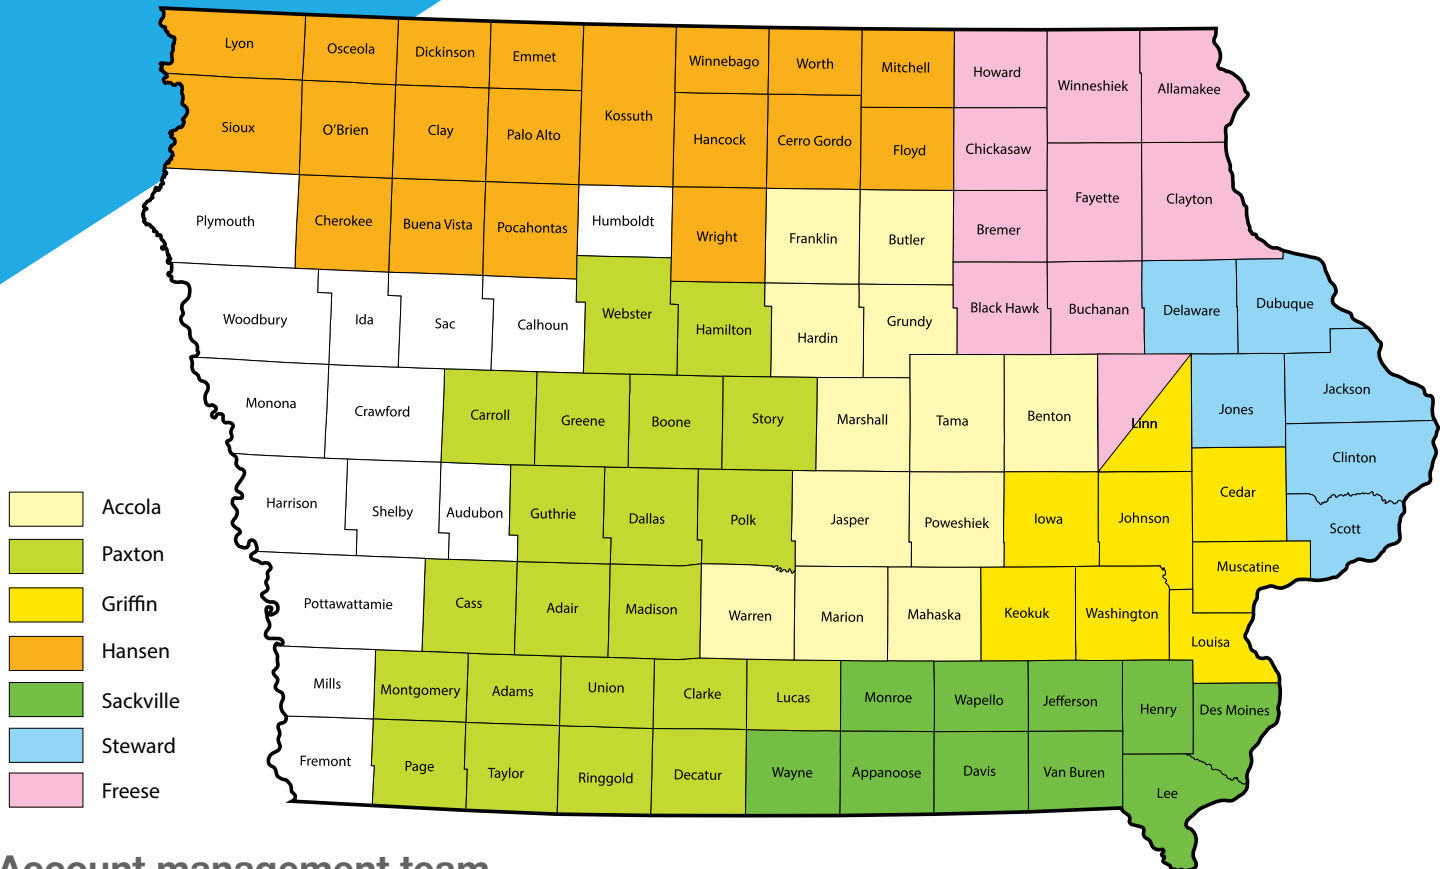 Lyon
Osceola
Dickinson
Emmet
Kossuth
Winnebago
Worth
Mitchell
Howard
Winneshiek
Allamakee
Sioux
O'Brien
Clay
Palo Alto
Hancock
Cerro Gordo
Floyd
Chickasaw
Plymouth
Cherokee
Buena Vista
Pocahontas
Humboldt
Wright
Franklin
Butler
Bremer
Fayette
Clayton
Woodbury
Ida
Sac
Calhoun
Webster
Hamilton
Hardin
Grundy
Black Hawk
Buchanan
Delaware
Dubuque
Monona
Crawford
Carroll
Greene
Boone
Story
Marshall
Tama
Benton
Linn
Jones
Jackson
Clinton
Harrison
Shelby
Audubon
Guthrie
Dallas
Polk
Jasper
Poweshiek
Iowa
Johnson
Cedar
Scott
Muscatine
Pottawattamie
Cass
Adair
Madison
Warren
Marion
Mahaska
Keokuk
Washington
Louisa
Mills
Montgomery
Adams
Union
Clarke
Lucas
Monroe
Wapello
Jefferson
Henry
Des Moines
Fremont
Page
Taylor
Ringgold
Decatur
Wayne
Appanoose
Davis
Van Buren
Lee
Accola
Paxton
Griffin
Hansen
Sackville
Steward
Freese
Account management team